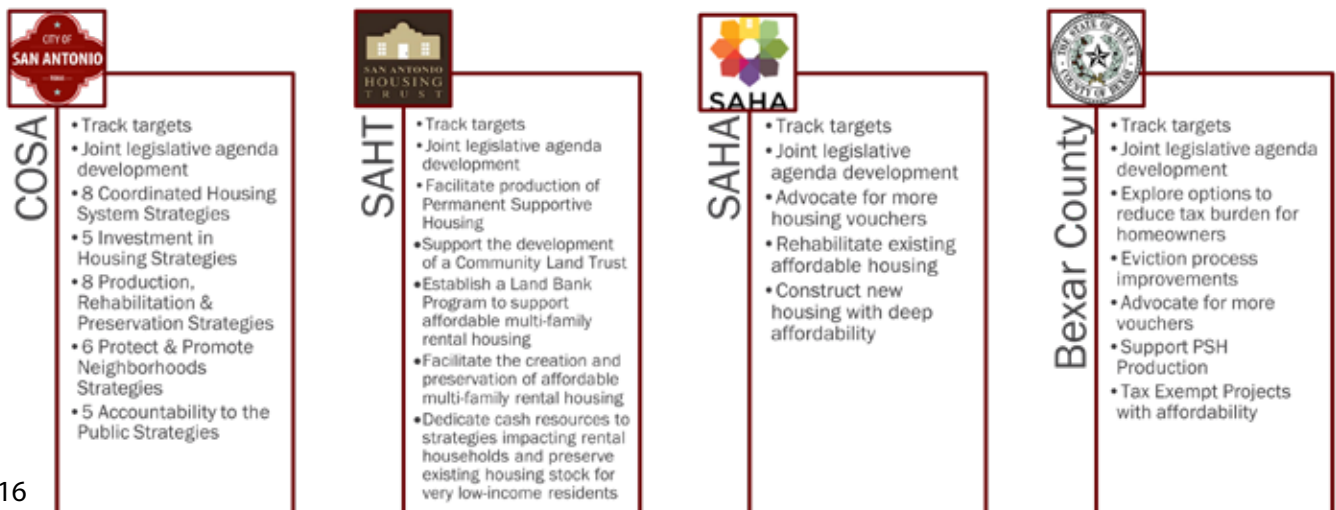 CITY OF
SAN ANTONIO
COSA
• Track targets
• Joint legislative agenda
development
• 8 Coordinated Housing
System Strategies
• 5 Investment in
Housing Strategies
• 8 Production,
Rehabilitation &
Preservation Strategies
• 6 Protect & Promote
Neighborhoods
Strategies
• 5 Accountability to the
Public Strategies
SAN ANTONIO
HOUSING
TRUST
SAHT
• Track targets
• Joint legislative agenda
development
• Facilitate production of
Permanent Supportive
Housing
• Support the development
of a Community Land Trust
• Establish a Land Bank
Program to support
affordable multi-family
rental housing
• Facilitate the creation and
preservation of affordable
multi-family rental housing
• Dedicate cash resources to
strategies impacting rental
households and preserve
existing housing stock for
very low-income residents
SAHA
SAHA
• Track targets
• Joint legislative
agenda development
• Advocate for more
housing vouchers
• Rehabilitate existing
affordable housing
• Construct new
housing with deep
affordability
THE STATE OF TEXAS
COUNTY OF BEXAR
Bexar County
• Track targets
• Joint legislative agenda
development
• Explore options to
reduce tax burden for
homeowners
• Eviction process
improvements
• Advocate for more
vouchers
• Support PSH
Production
• Tax Exempt Projects
with affordability
16